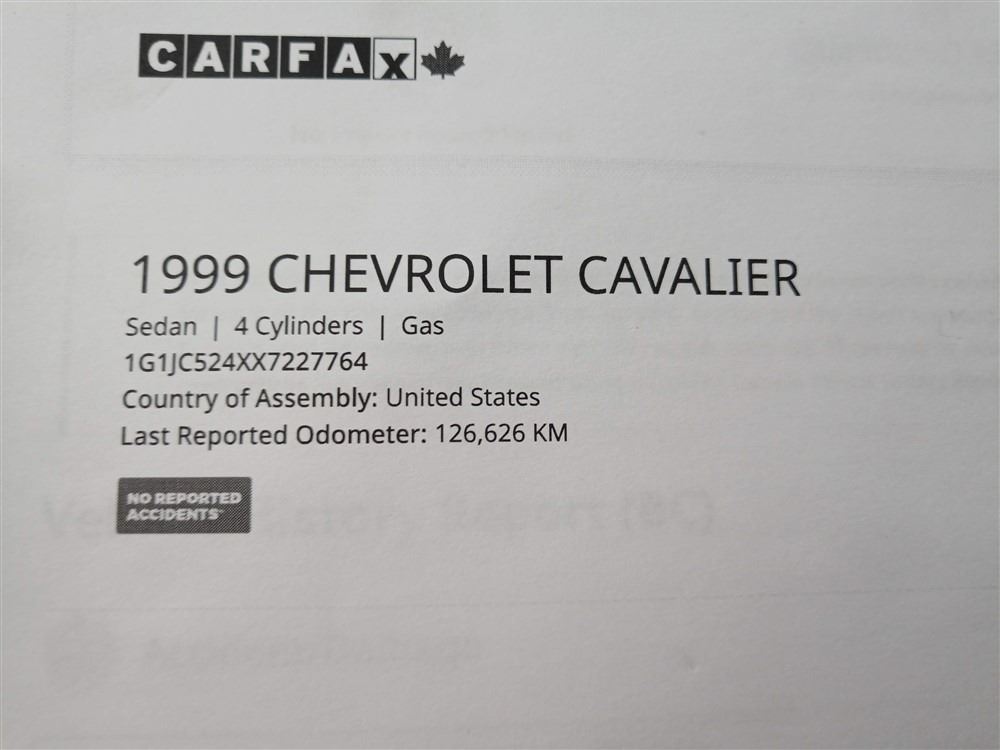 CARFAX
1999 CHEVROLET CAVALIER
Sedan | 4 Cylinders | Gas
1G1JC524XX7227764
Country of Assembly: United States
Last Reported Odometer: 126,626 KM
NO REPORTED
ACCIDENTS